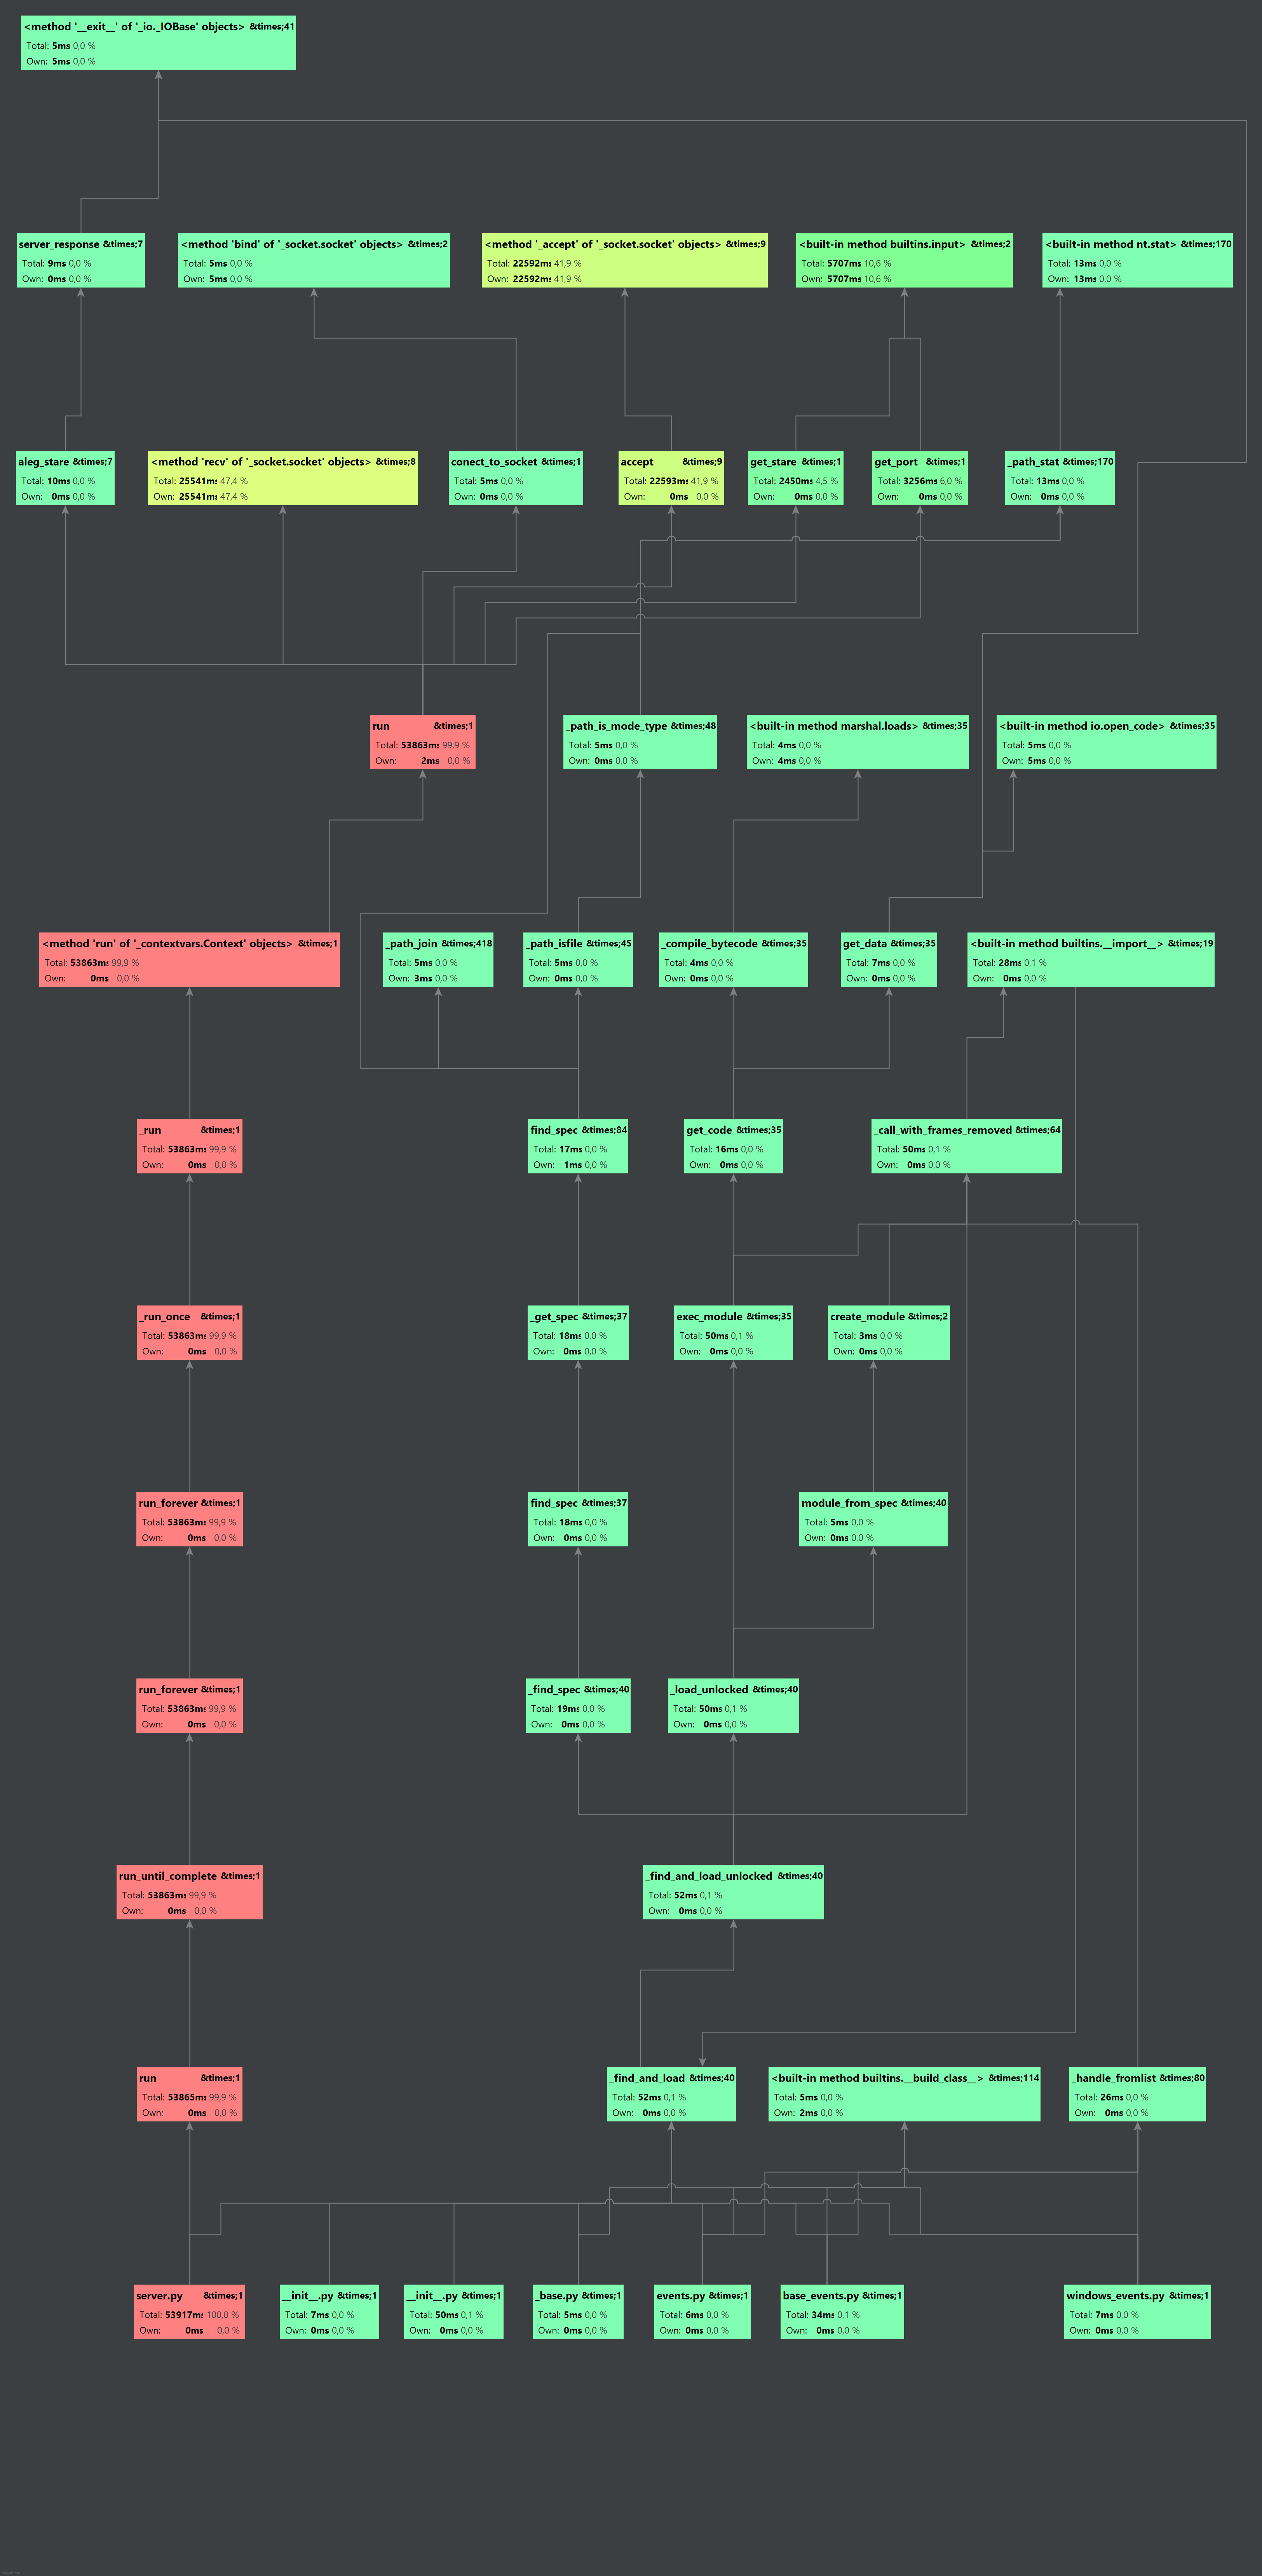 <method '__exit__' of '_io._IOBase' objects> &times;41
Total: 5ms 0,0 %
Own: 5ms 0,0 %
server_response &times;7
Total: 9ms 0,0 %
Own: 0ms 0,0 %
<method 'bind' of '_socket.socket' objects> &times;2
Total: 5ms 0,0 %
Own: 5ms 0,0 %
<method '_accept' of '_socket.socket' objects> &times;9
Total: 22592ms 41,9 %
Own: 22592ms 41,9 %
<built-in method builtins.input> &times;2
Total: 5707ms 10,6 %
Own: 5707ms 10,6 %
<built-in method nt.stat> &times;170
Total: 13ms 0,0 %
Own: 13ms 0,0 %
aleg_stare &times;7
Total: 10ms 0,0 %
Own: 0ms 0,0 %
<method 'recv' of '_socket.socket' objects> &times;8
Total: 25541ms 47,4 %
Own: 25541ms 47,4 %
conect_to_socket &times;1
Total: 5ms 0,0 %
Own: 0ms 0,0 %
accept &times;9
Total: 22593ms 41,9 %
Own: 0ms 0,0 %
get_stare &times;1
Total: 2450ms 4,5 %
Own: 0ms 0,0 %
get_port &times;1
Total: 3256ms 6,0 %
Own: 0ms 0,0 %
_path_stat &times;170
Total: 13ms 0,0 %
Own: 0ms 0,0 %
run &times;1
Total: 53863ms 99,9 %
Own: 2ms 0,0 %
_path_is_mode_type &times;48
Total: 5ms 0,0 %
Own: 0ms 0,0 %
<built-in method marshal.loads> &times;35
Total: 4ms 0,0 %
Own: 4ms 0,0 %
<built-in method io.open_code> &times;35
Total: 5ms 0,0 %
Own: 5ms 0,0 %
<method 'run' of '_contextvars.Context' objects> &times;1
Total: 53863ms 99,9 %
Own: 0ms 0,0 %
_path_join &times;418
Total: 5ms 0,0 %
Own: 3ms 0,0 %
_path_isfile &times;45
Total: 5ms 0,0 %
Own: 0ms 0,0 %
_compile_bytecode &times;35
Total: 4ms 0,0 %
Own: 0ms 0,0 %
get_data &times;35
Total: 7ms 0,0 %
Own: 0ms 0,0 %
<built-in method builtins.__import__> &times;19
Total: 28ms 0,1 %
Own: 0ms 0,0 %
_run &times;1
Total: 53863ms 99,9 %
Own: 0ms 0,0 %
find_spec &times;84
Total: 17ms 0,0 %
Own: 1ms 0,0 %
get_code &times;35
Total: 16ms 0,0 %
Own: 0ms 0,0 %
_call_with_frames_removed &times;64
Total: 50ms 0,1 %
Own: 0ms 0,0 %
_run_once &times;1
Total: 53863ms 99,9 %
Own: 0ms 0,0 %
_get_spec &times;37
Total: 18ms 0,0 %
Own: 0ms 0,0 %
exec_module &times;35
Total: 50ms 0,1 %
Own: 0ms 0,0 %
create_module &times;2
Total: 3ms 0,0 %
Own: 0ms 0,0 %
run_forever &times;1
Total: 53863ms 99,9 %
Own: 0ms 0,0 %
find_spec &times;37
Total: 18ms 0,0 %
Own: 0ms 0,0 %
module_from_spec &times;40
Total: 5ms 0,0 %
Own: 0ms 0,0 %
run_forever &times;1
Total: 53863ms 99,9 %
Own: 0ms 0,0 %
_find_spec &times;40
Total: 19ms 0,0 %
Own: 0ms 0,0 %
_load_unlocked &times;40
Total: 50ms 0,1 %
Own: 0ms 0,0 %
run_until_complete &times;1
Total: 53863ms 99,9 %
Own: 0ms 0,0 %
_find_and_load_unlocked &times;40
Total: 52ms 0,1 %
Own: 0ms 0,0 %
run &times;1
Total: 53865ms 99,9 %
Own: 0ms 0,0 %
_find_and_load &times;40
Total: 52ms 0,1 %
Own: 0ms 0,0 %
<built-in method builtins.__build_class__> &times;114
Total: 5ms 0,0 %
Own: 2ms 0,0 %
_handle_fromlist &times;80
Total: 26ms 0,0 %
Own: 0ms 0,0 %
server.py &times;1
Total: 53917ms 100,0 %
Own: 0ms 0,0 %
__init__.py &times;1
Total: 7ms 0,0 %
Own: 0ms 0,0 %
__init__.py &times;1
Total: 50ms 0,1 %
Own: 0ms 0,0 %
_base.py &times;1
Total: 5ms 0,0 %
Own: 0ms 0,0 %
events.py &times;1
Total: 6ms 0,0 %
Own: 0ms 0,0 %
base_events.py &times;1
Total: 34ms 0,1 %
Own: 0ms 0,0 %
windows_events.py &times;1
Total: 7ms 0,0 %
Own: 0ms 0,0 %